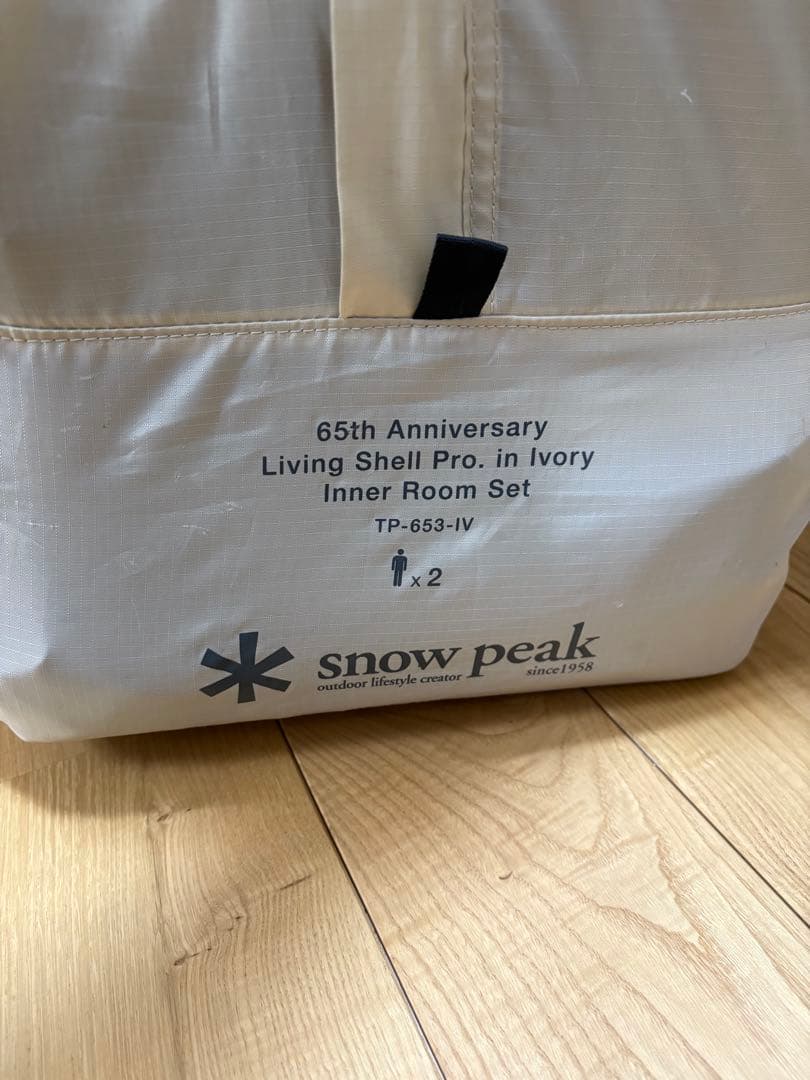 65th Anniversary
Living Shell Pro. in Ivory
Inner Room Set
TP-653-IV
x 2
snow peak
outdoor lifestyle creator since1958